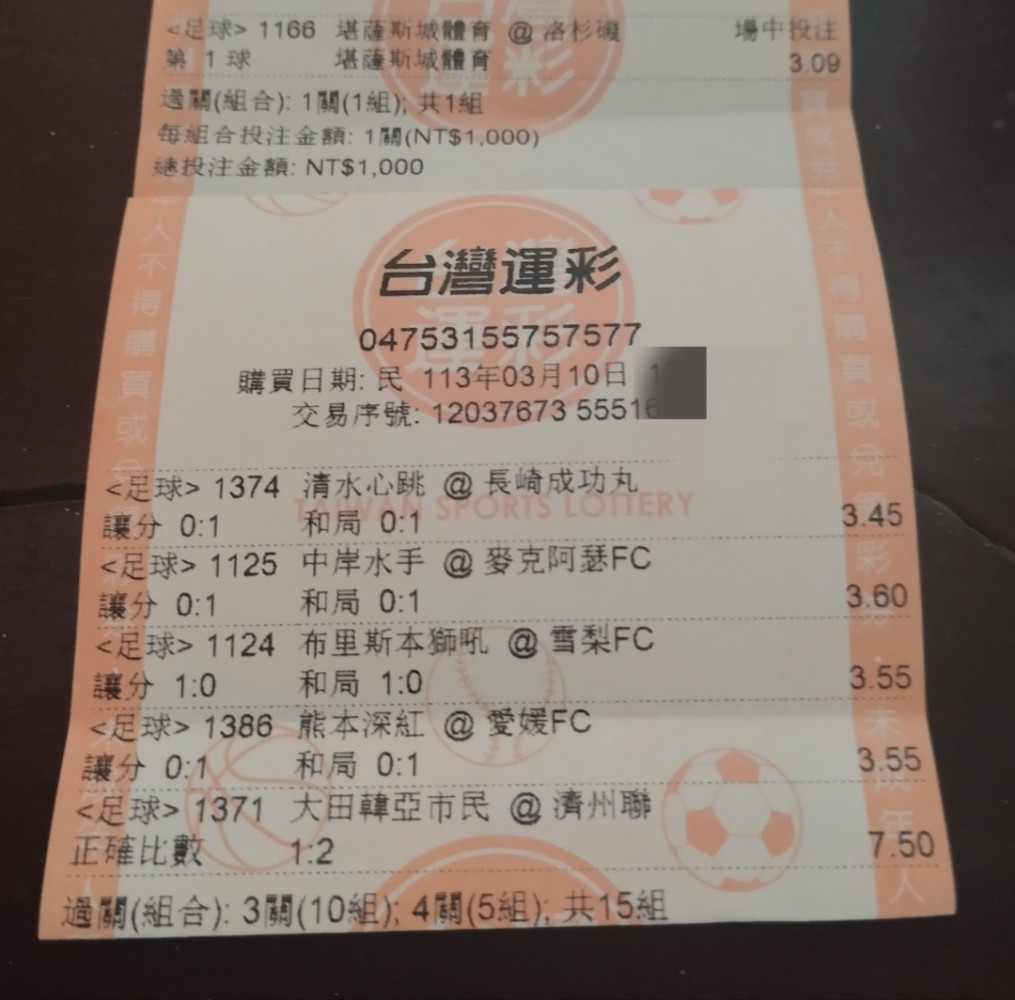 <足球> 1166 堪薩斯城體育 @ 洛杉磯 場中投注
第 1 球 堪薩斯城體育 3.09
過關(組合): 1關(1組); 共1組
每組合投注金額: 1關(NT$1,000)
總投注金額: NT$1,000
台灣運彩
04753155757577
購買日期: 民 113年03月10日 1
交易序號: 12037673 55516
TAIWAN SPORTS LOTTERY
<足球> 1374 清水心跳 @ 長崎成功丸
讓分 0:1 和局 0:1 3.45
<足球> 1125 中岸水手 @ 麥克阿瑟FC
讓分 0:1 和局 0:1 3.60
<足球> 1124 布里斯本獅吼 @ 雪梨FC
讓分 1:0 和局 1:0 3.55
<足球> 1386 熊本深紅 @ 愛媛FC
讓分 0:1 和局 0:1 3.55
<足球> 1371 大田韓亞市民 @ 濟州聯
正確比數 1:2 7.50
過關(組合): 3關(10組); 4關(5組); 共15組